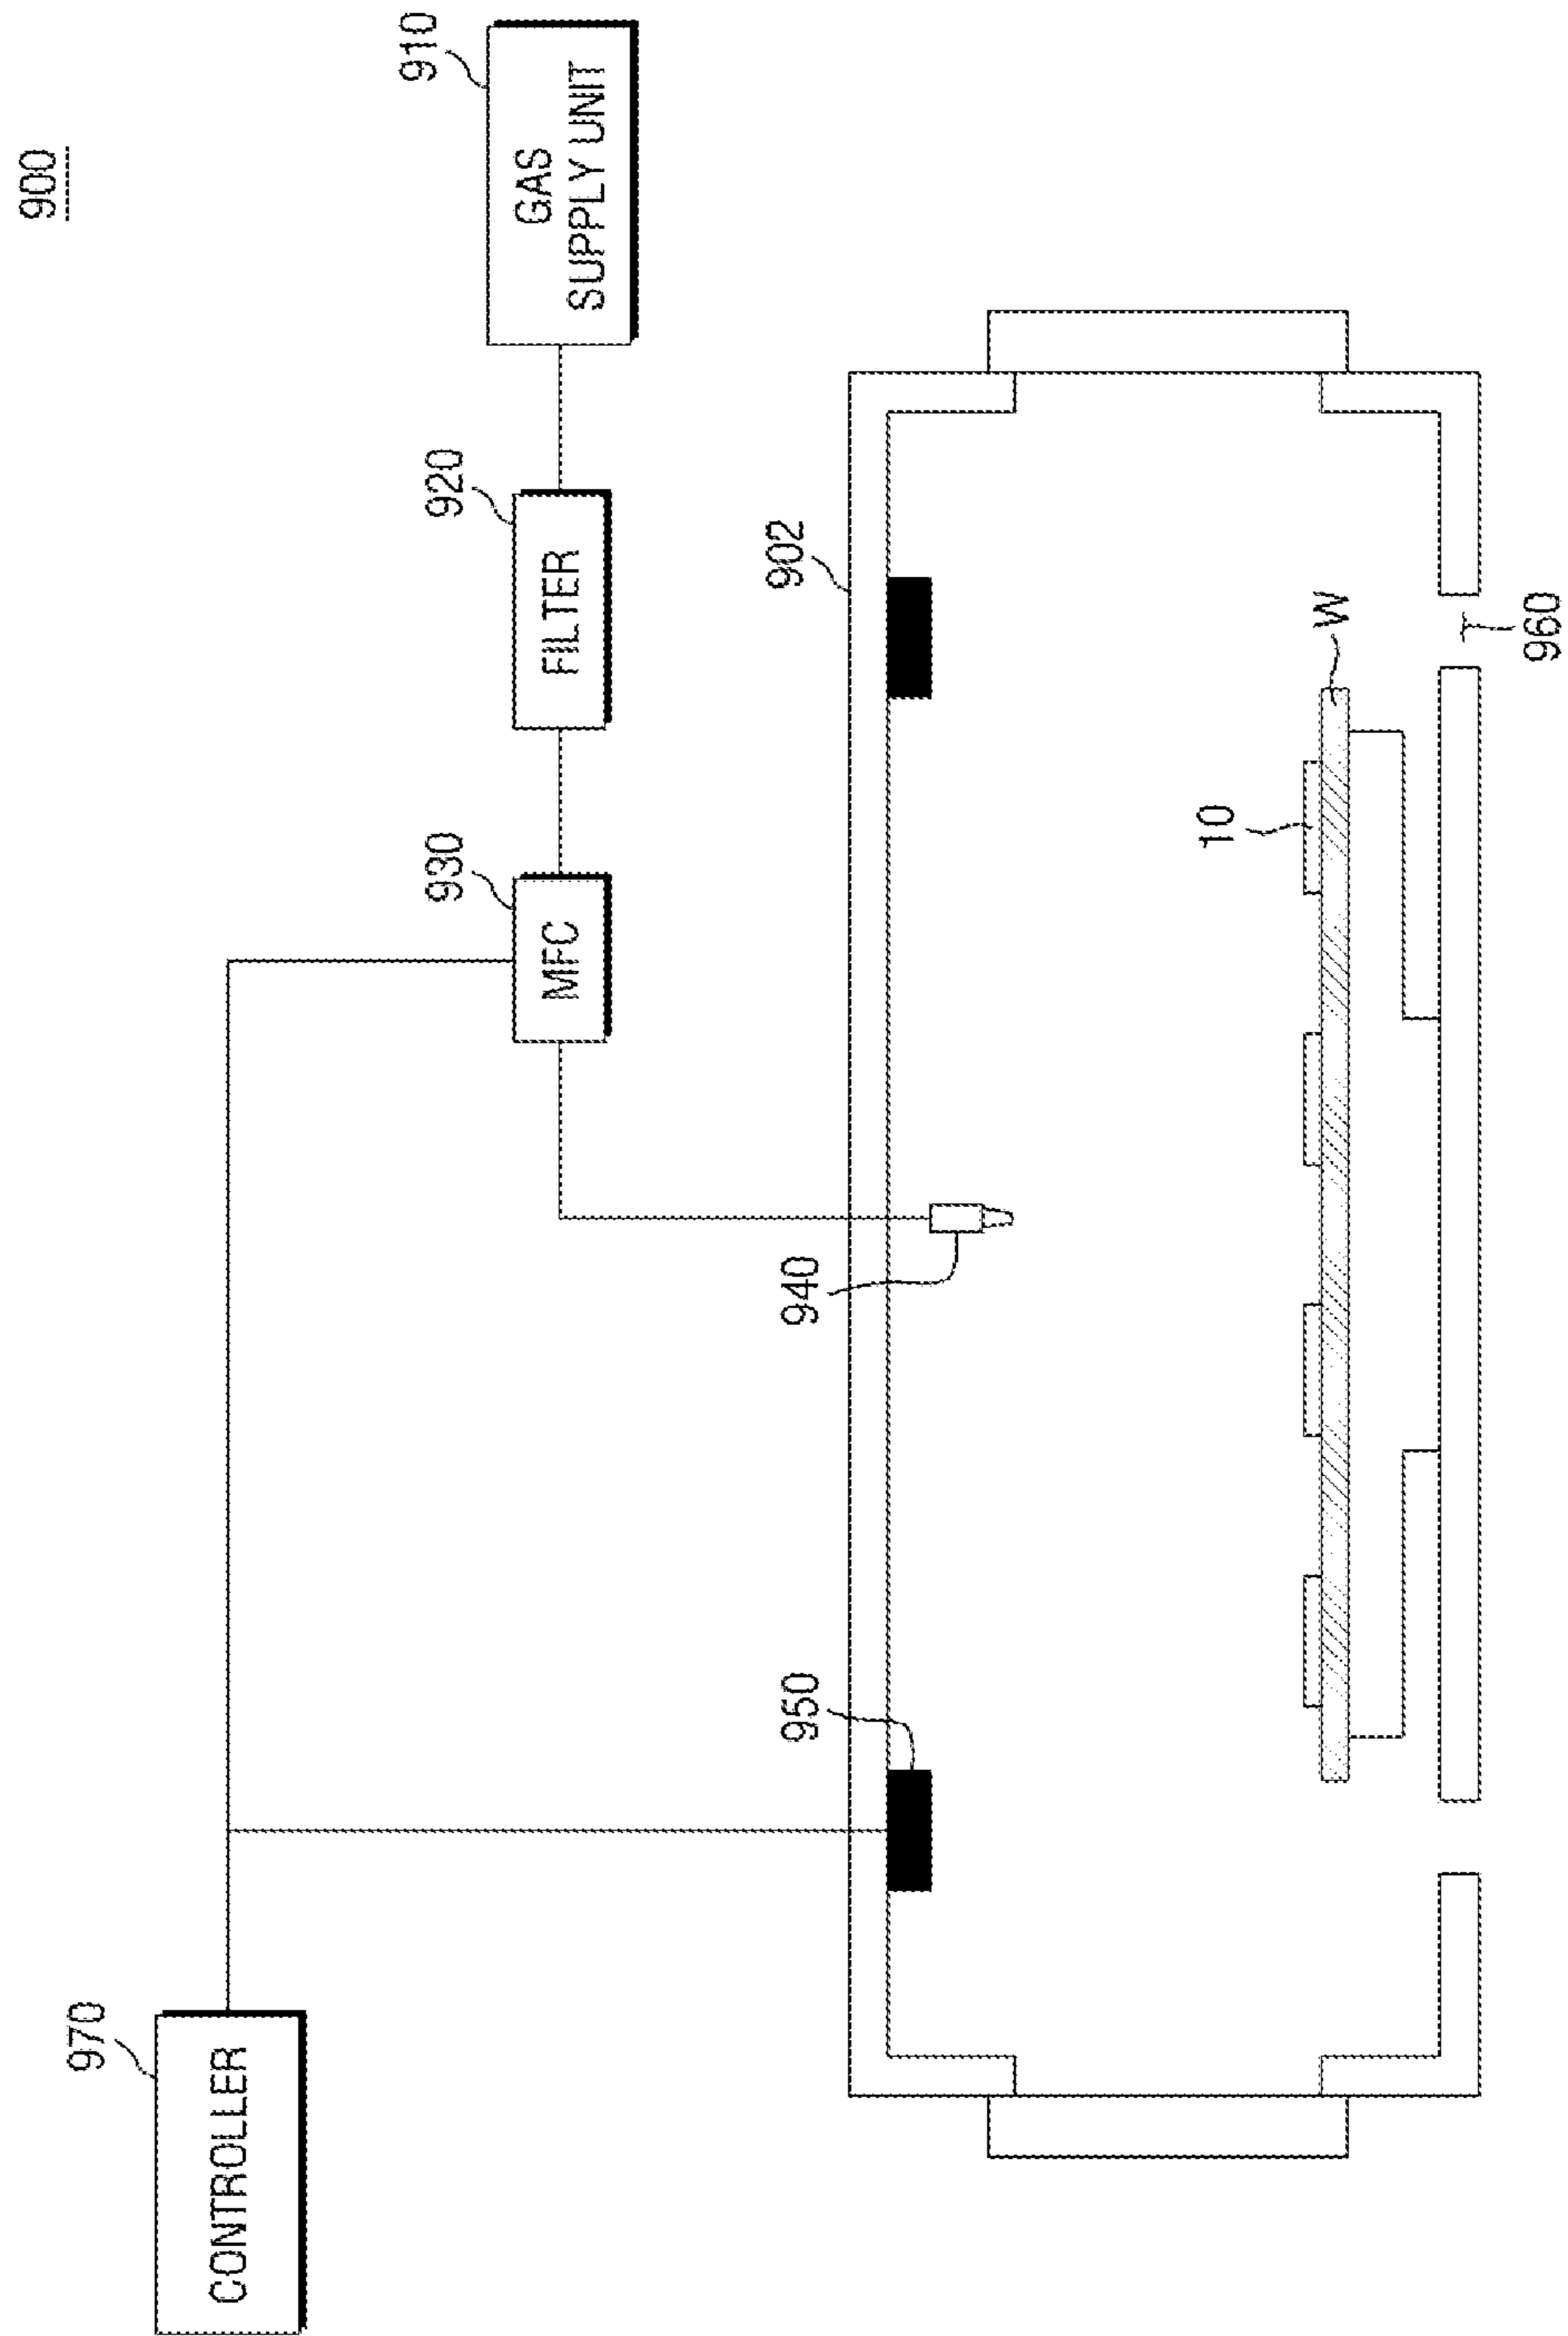 900
970
CONTROLLER
930
MFC
920
FILTER
910
GAS
SUPPLY UNIT
950
940
902
10
W
960